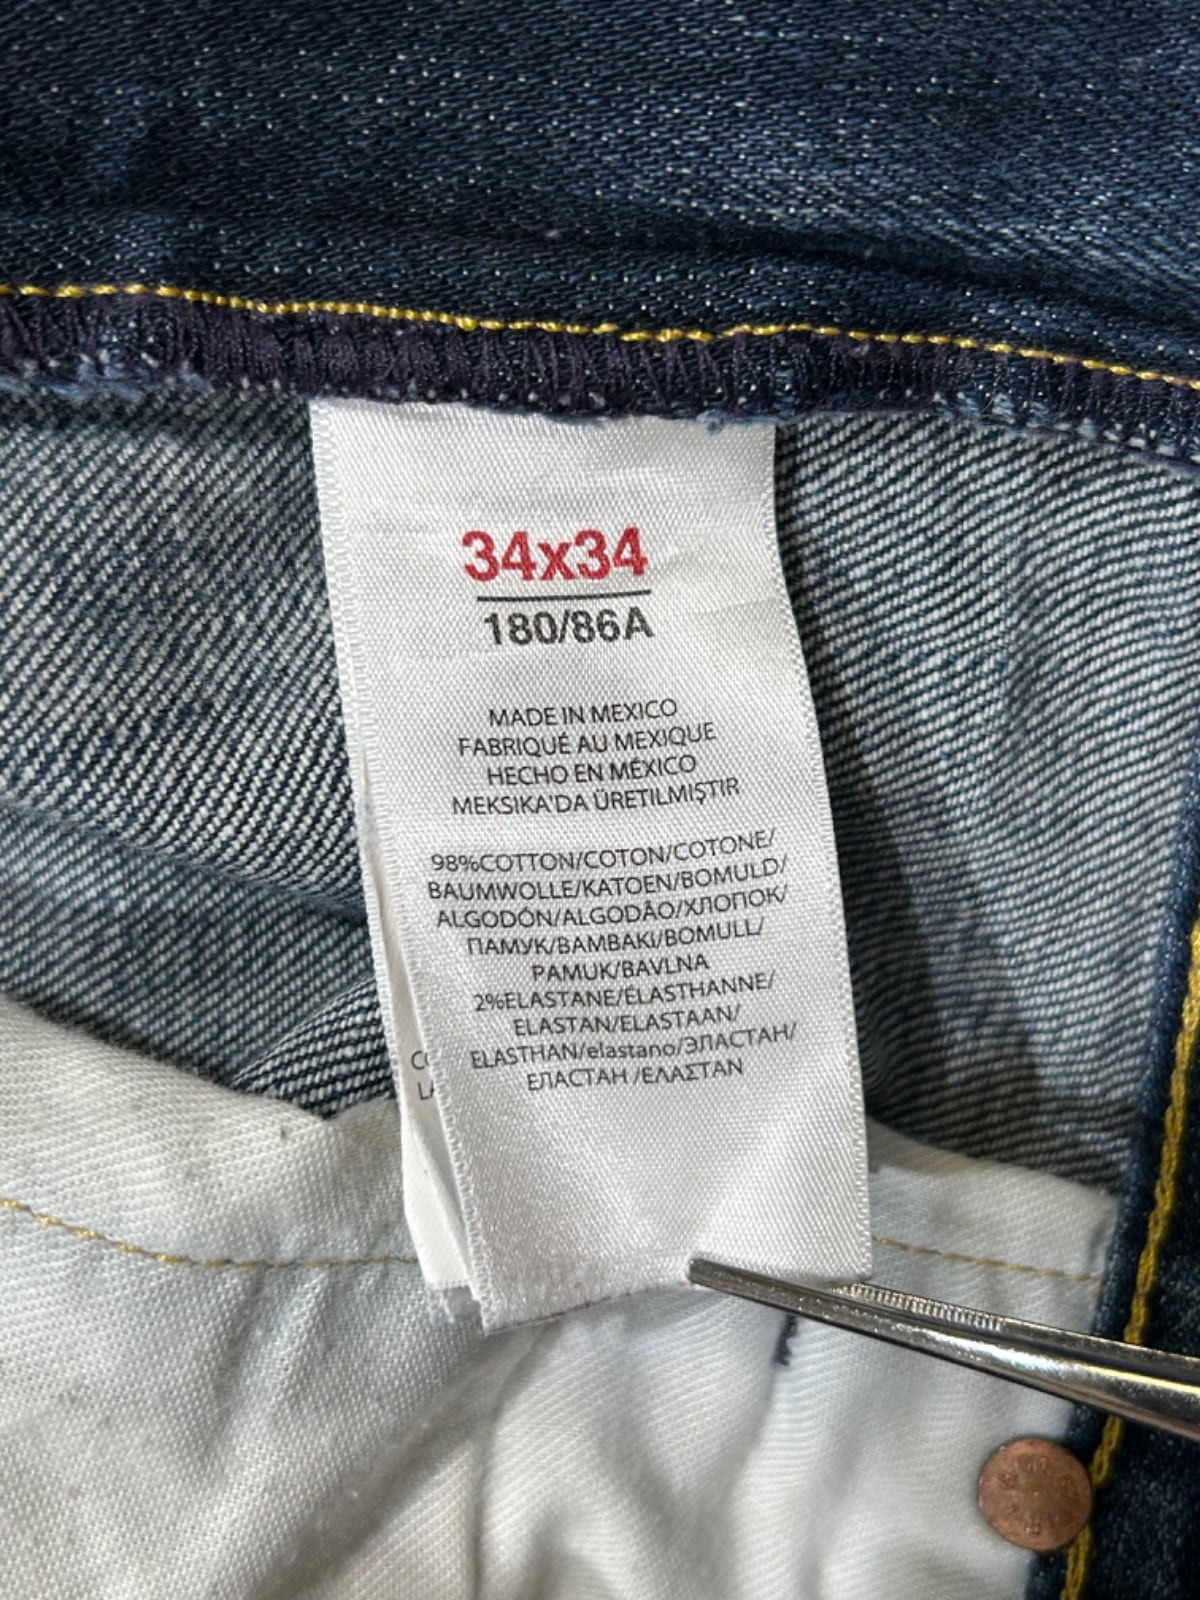 34x34
180/86A
MADE IN MEXICO
FABRIQUÉ AU MEXIQUE
HECHO EN MÉXICO
MEKSIKA'DA ÜRETILMIŞTIR
98%COTTON/COTON/COTONE/
BAUMWOLLE/KATOEN/BOMULD/
ALGODÓN/ALGODÃO/ХЛОПОК/
ПАМУК/ΒΑΜΒΑΚΙ/BOMULL/
PAMUK/BAVLNA
2%ELASTANE/ÉLASTHANNE/
ELASTAN/ELASTAAN/
ELASTHAN/elastano/ЭЛАСТАН/
ЕЛАСТАН /ΕΛΑΣΤΑΝ